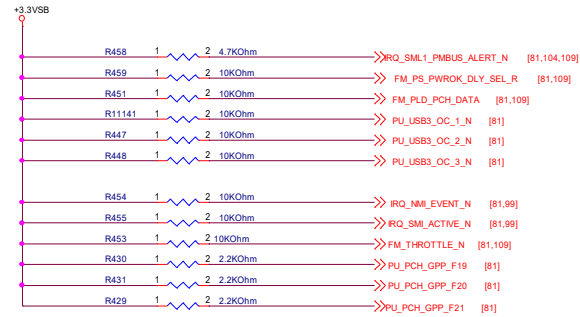 +3.3VSB
R458 1 2 4.7KOhm IRQ_SML1_PMBUS_ALERT_N [81,104,109]
R459 1 2 10KOhm FM_PS_PWROK_DLY_SEL_R [81,109]
R451 1 2 10KOhm FM_PLD_PCH_DATA [81,109]
R11141 1 2 10KOhm PU_USB3_OC_1_N [81]
R447 1 2 10KOhm PU_USB3_OC_2_N [81]
R448 1 2 10KOhm PU_USB3_OC_3_N [81]
R454 1 2 10KOhm IRQ_NMI_EVENT_N [81,99]
R455 1 2 10KOhm IRQ_SMI_ACTIVE_N [81,99]
R453 1 2 10KOhm FM_THROTTLE_N [81,109]
R430 1 2 2.2KOhm PU_PCH_GPP_F19 [81]
R431 1 2 2.2KOhm PU_PCH_GPP_F20 [81]
R429 1 2 2.2KOhm PU_PCH_GPP_F21 [81]